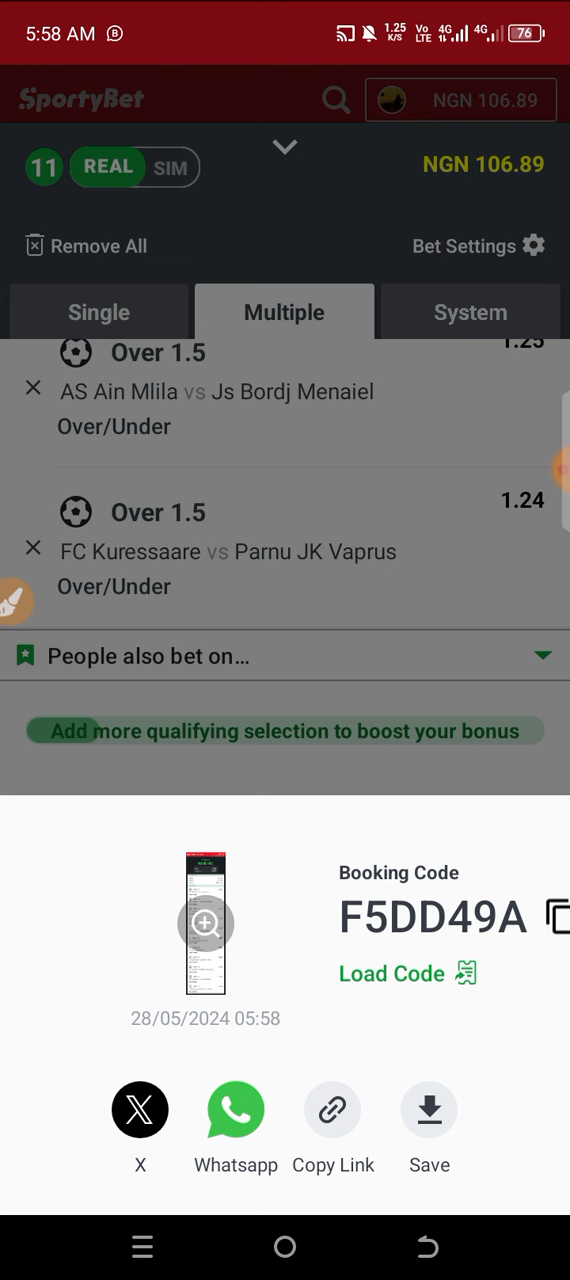 5:58 AM
1.25 K/S Vo LTE 4G 4G 76
SportyBet NGN 106.89
11 REAL SIM NGN 106.89
Remove All Bet Settings
Single Multiple System
Over 1.5 1.25
AS Ain Mlila vs Js Bordj Menaiel
Over/Under
Over 1.5 1.24
FC Kuressaare vs Parnu JK Vaprus
Over/Under
People also bet on...
Add more qualifying selection to boost your bonus
Booking Code
F5DD49A
Load Code
28/05/2024 05:58
X Whatsapp Copy Link Save